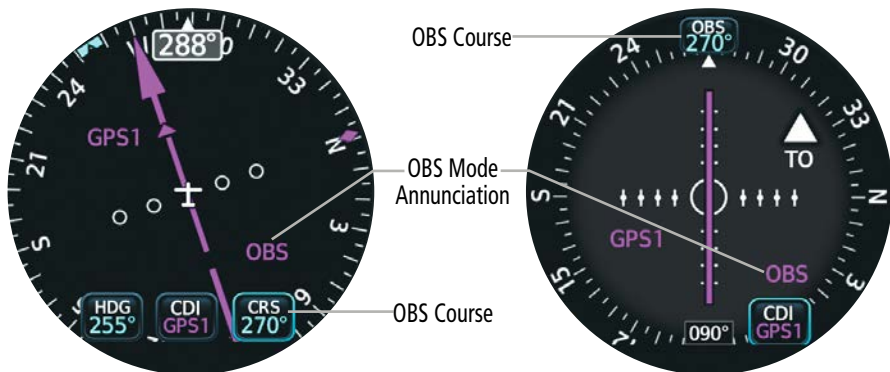 288°
24
33
GPS1
N
21
3
S
OBS
6
HDG
255°
CDI
GPS1
CRS
270°
OBS Course
OBS Mode
Annunciation
OBS Course
OBS
270°
24
30
21
33
TO
S
N
GPS1
OBS
15
3
090°
CDI
GPS1